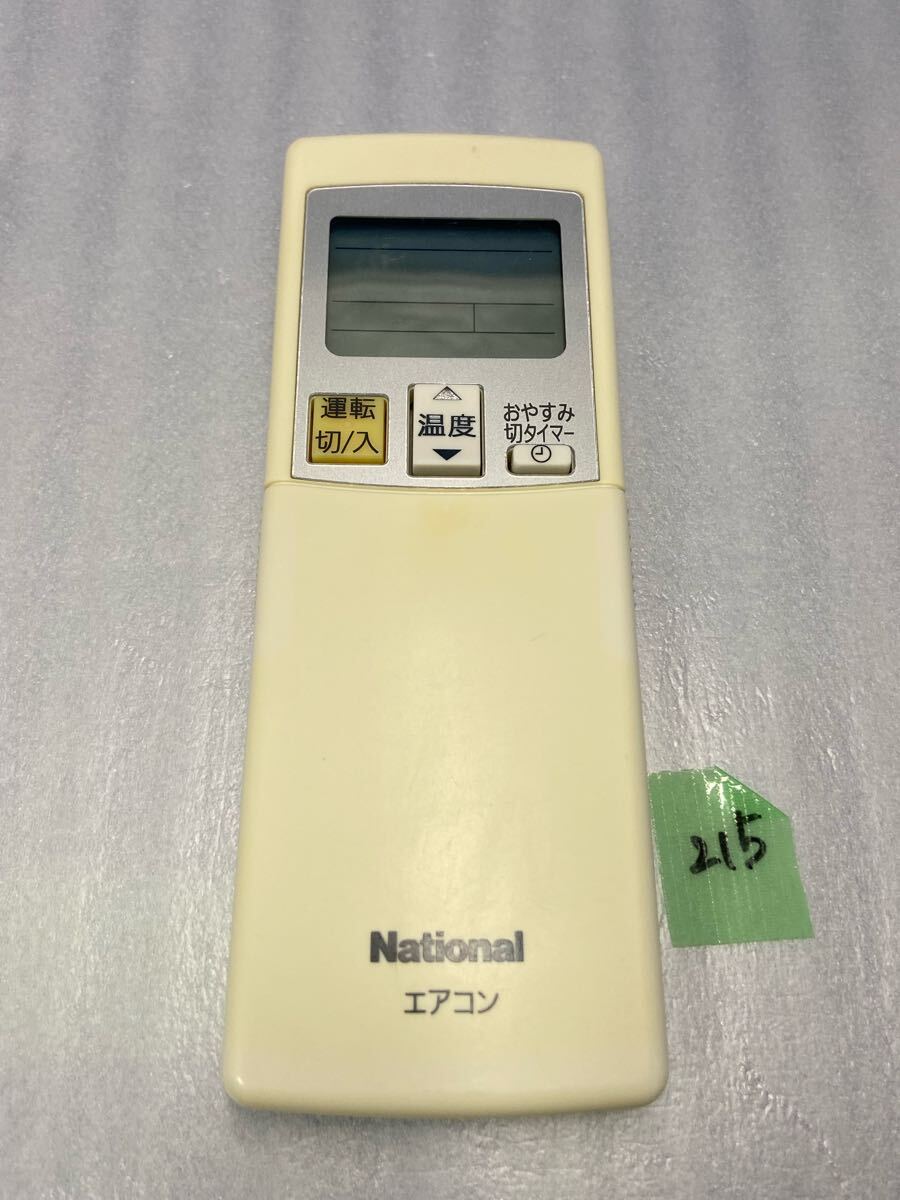 運転
切/入
温度
おやすみ
切タイマー
National
エアコン
215